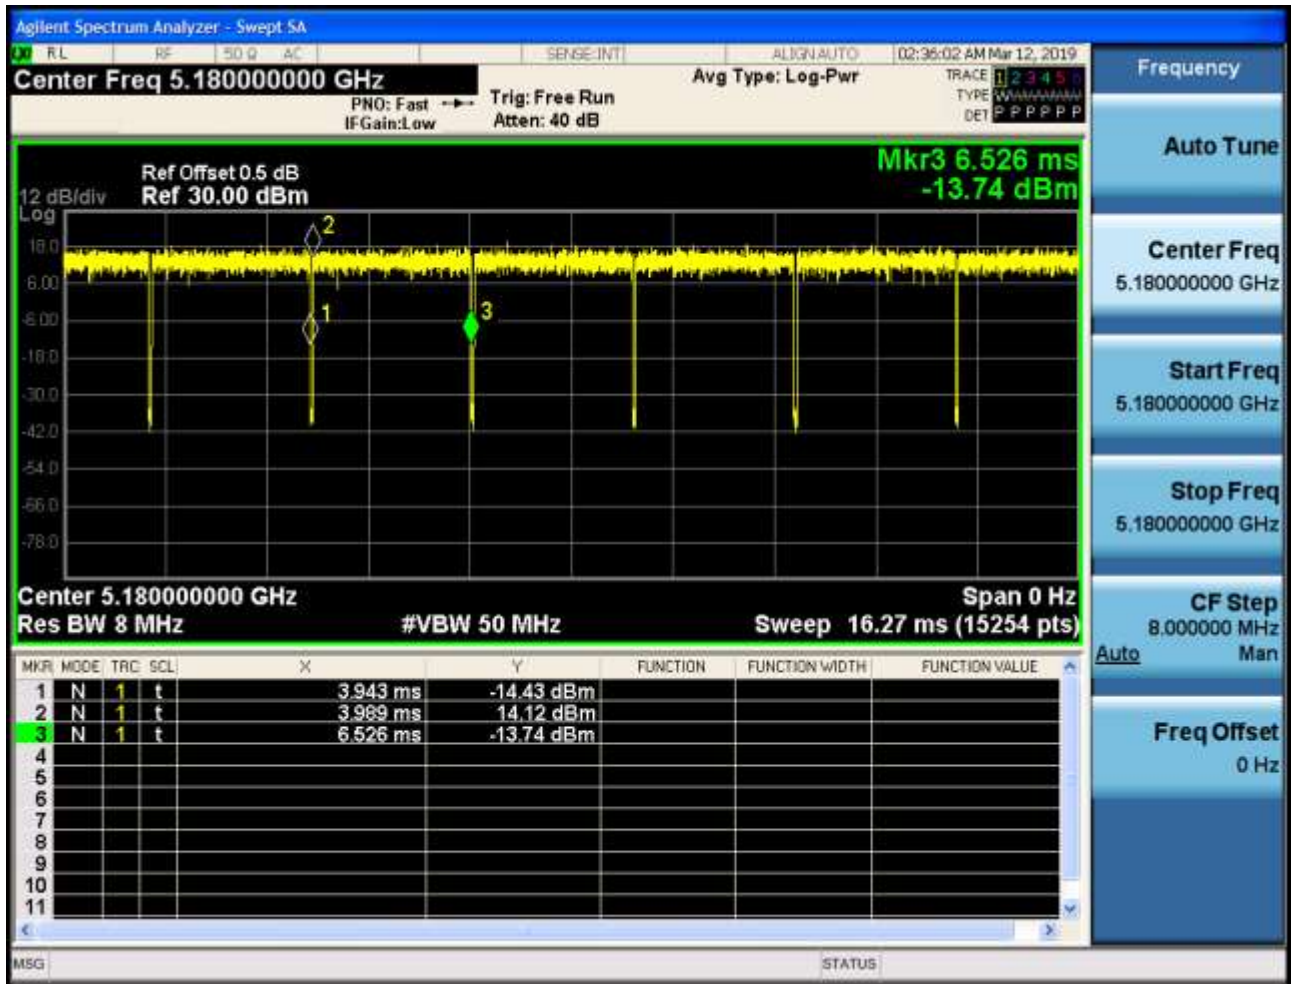 Agilent Spectrum Analyzer - Swept SA
RL RF 50 Ω AC SENSE:INT ALIGN AUTO 02:36:02 AM Mar 12, 2019
Center Freq 5.180000000 GHz
Avg Type: Log-Pwr
TRACE 1 2 3 4 5 6
TYPE
DET P P P P P P
PNO: Fast
IFGain:Low
Trig: Free Run
Atten: 40 dB
Mkr3 6.526 ms
-13.74 dBm
Ref Offset 0.5 dB
12 dB/div Ref 30.00 dBm
Log
18.0
6.00
-6.00
-18.0
-30.0
-42.0
-54.0
-66.0
-78.0
2
1
3
Center 5.180000000 GHz Span 0 Hz
Res BW 8 MHz #VBW 50 MHz Sweep 16.27 ms (15254 pts)
MKR MODE TRC SCL X Y FUNCTION FUNCTION WIDTH FUNCTION VALUE
1 N 1 t 3.943 ms -14.43 dBm
2 N 1 t 3.989 ms 14.12 dBm
3 N 1 t 6.526 ms -13.74 dBm
4
5
6
7
8
9
10
11
MSG STATUS
Frequency
Auto Tune
Center Freq
5.180000000 GHz
Start Freq
5.180000000 GHz
Stop Freq
5.180000000 GHz
CF Step
8.000000 MHz
Auto Man
Freq Offset
0 Hz